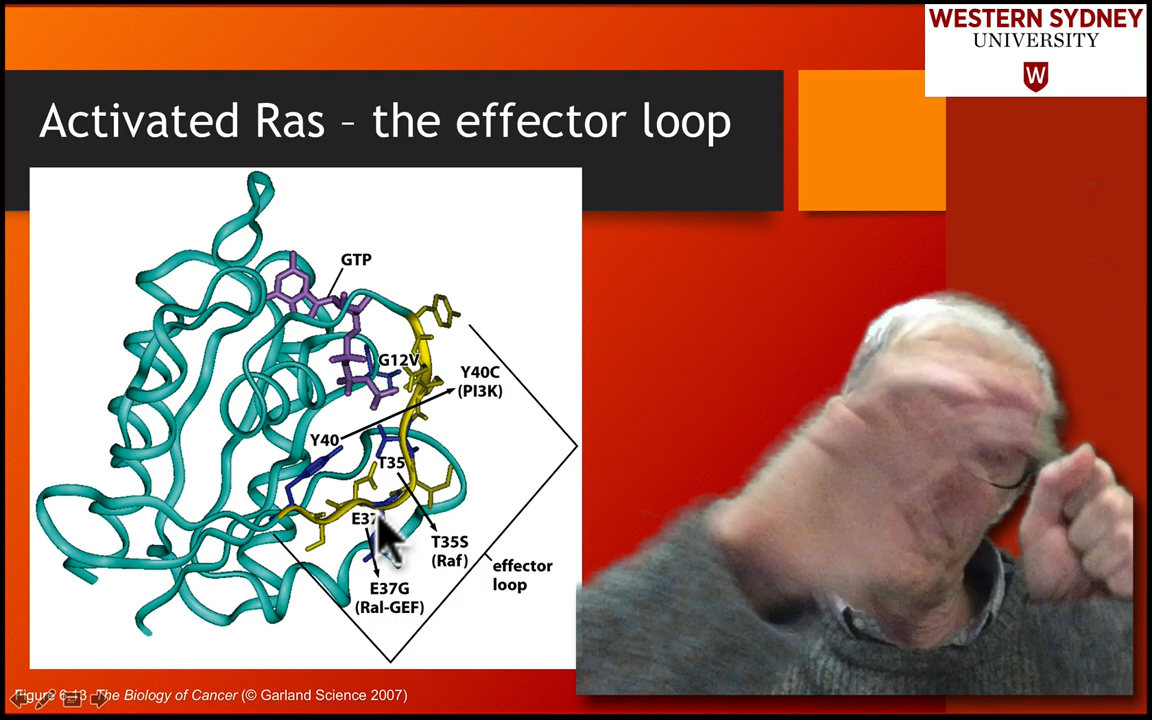 WESTERN SYDNEY
UNIVERSITY
W
Activated Ras – the effector loop
GTP
G12V
Y40C
(PI3K)
Y40
T35
E37
T35S
(Raf)
effector
loop
E37G
(Ral-GEF)
Figure 6.13 The Biology of Cancer (© Garland Science 2007)